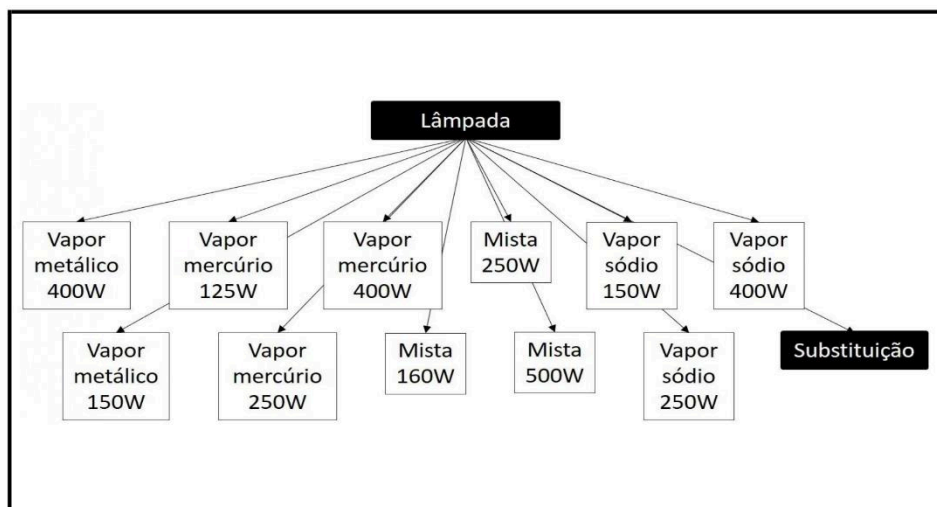 Lâmpada
Vapor
metálico
400W
Vapor
mercúrio
125W
Vapor
mercúrio
400W
Mista
250W
Vapor
sódio
150W
Vapor
sódio
400W
Vapor
metálico
150W
Vapor
mercúrio
250W
Mista
160W
Mista
500W
Vapor
sódio
250W
Substituição